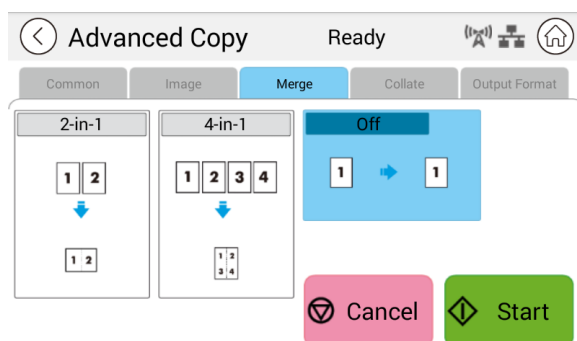 Advanced Copy Ready
Common Image Merge Collate Output Format
2-in-1 4-in-1 Off
1 2 1 2 3 4 1 1
1 2 1 2
3 4
Cancel Start